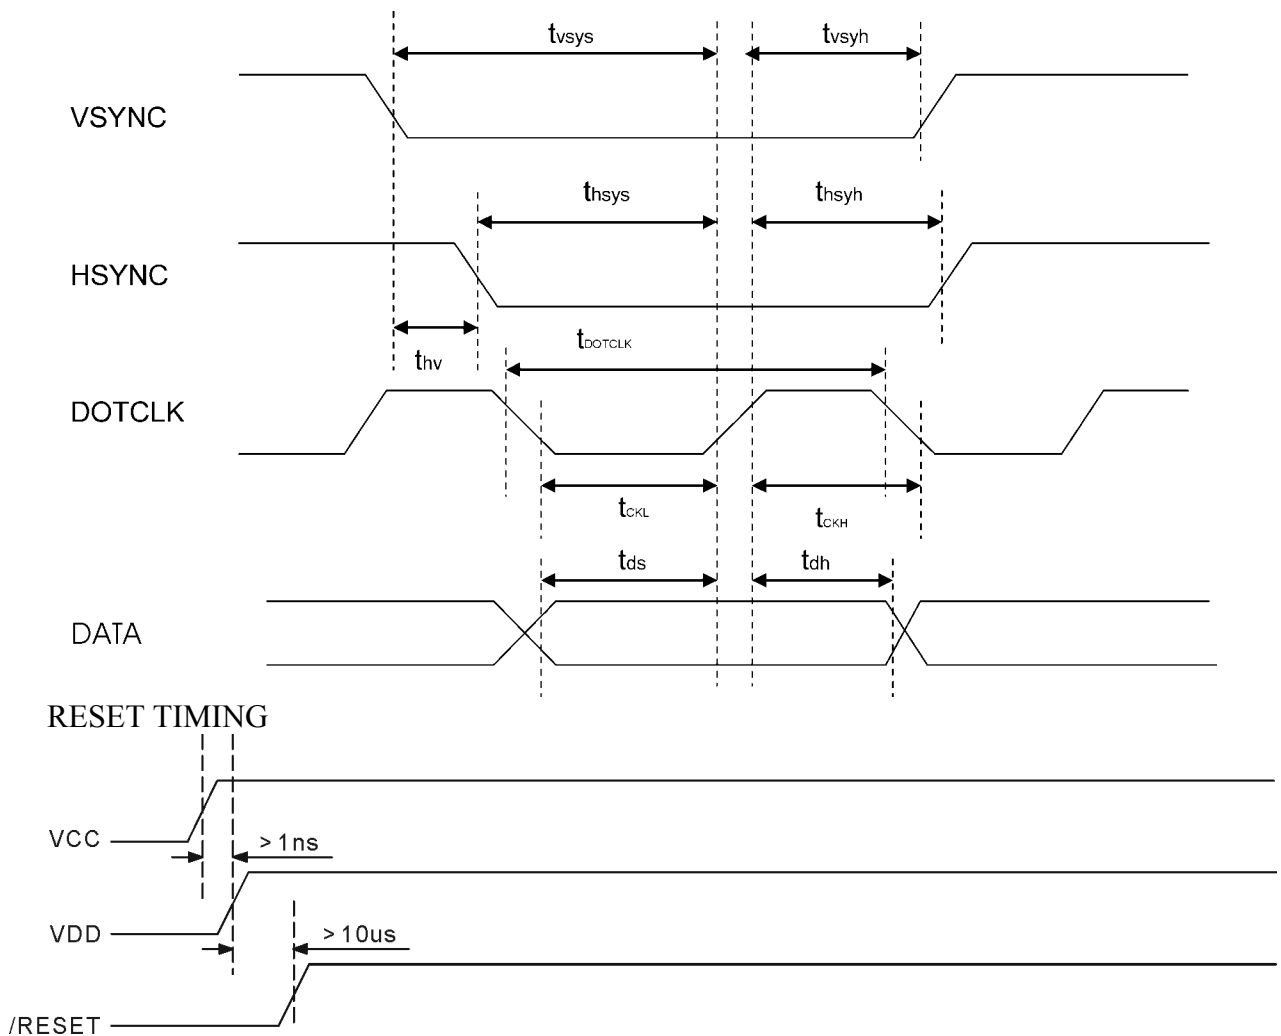 tvsys
tvsyh
VSYNC
thsys
thsyh
HSYNC
thv
tDOTCLK
DOTCLK
tCKL
tCKH
tds
tdh
DATA
RESET TIMING
VCC
>1ns
VDD
>10us
/RESET